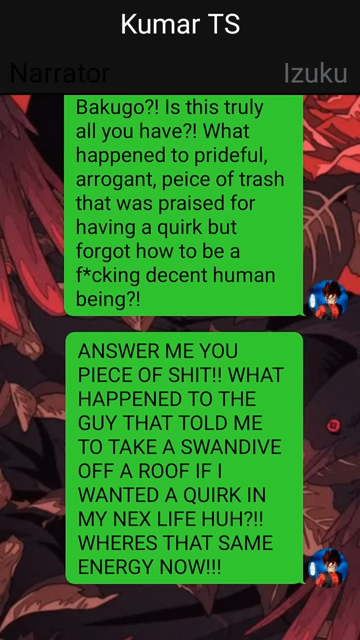 Kumar TS
Narrator
Izuku
Bakugo?! Is this truly
all you have?! What
happened to prideful,
arrogant, peice of trash
that was praised for
having a quirk but
forgot how to be a
f*cking decent human
being?!
ANSWER ME YOU
PIECE OF SHIT!! WHAT
HAPPENED TO THE
GUY THAT TOLD ME
TO TAKE A SWANDIVE
OFF A ROOF IF I
WANTED A QUIRK IN
MY NEX LIFE HUH?!!
WHERES THAT SAME
ENERGY NOW!!!